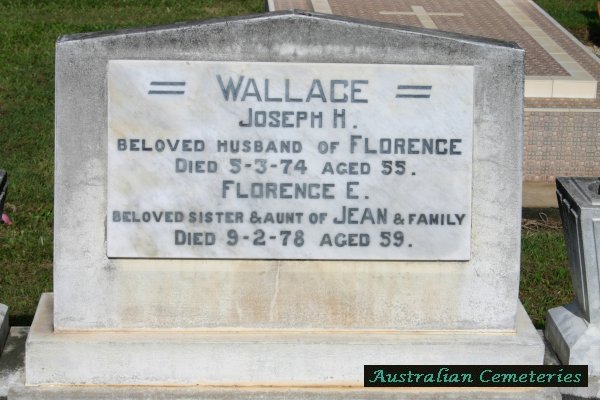 = WALLACE =
JOSEPH H.
BELOVED HUSBAND OF FLORENCE
DIED 5-3-74 AGED 55.
FLORENCE E.
BELOVED SISTER & AUNT OF JEAN & FAMILY
DIED 9-2-78 AGED 59.
Australian Cemeteries